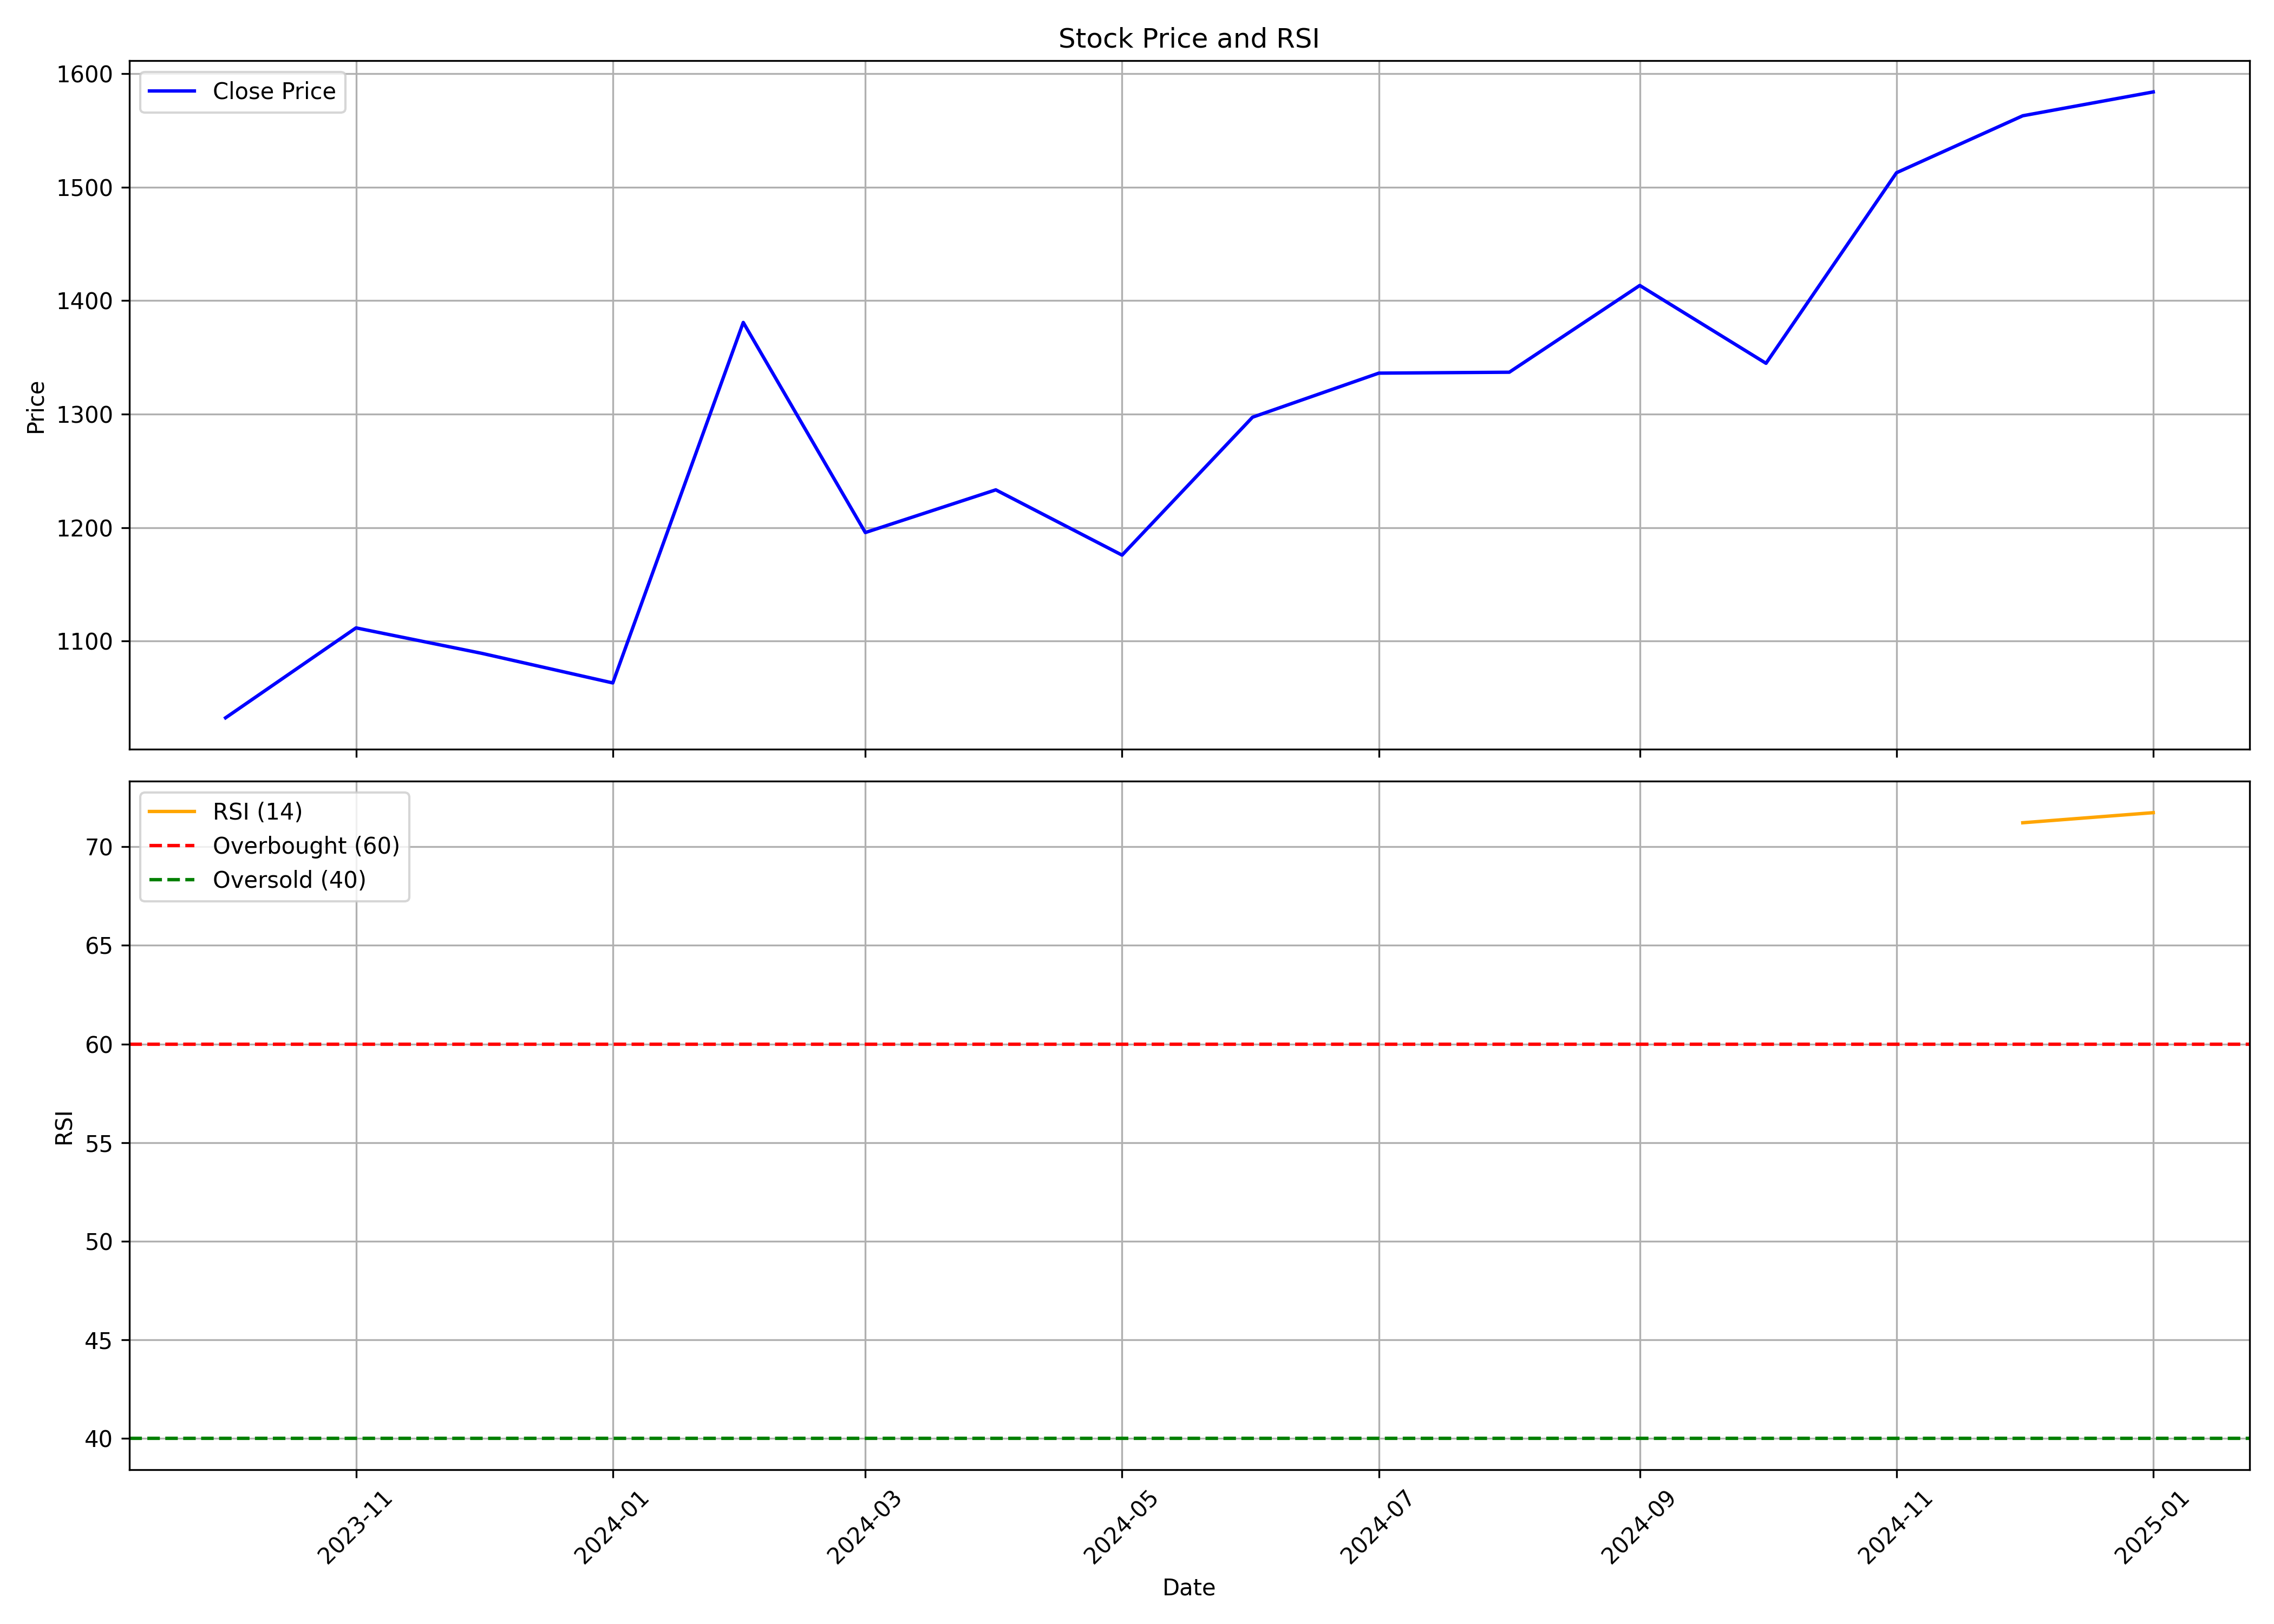 Stock Price and RSI
1600
1500
1400
1300
1200
1100
Price
Close Price
70
65
60
55
50
45
40
RSI
RSI (14)
Overbought (60)
Oversold (40)
2023-11
2024-01
2024-03
2024-05
2024-07
2024-09
2024-11
2025-01
Date